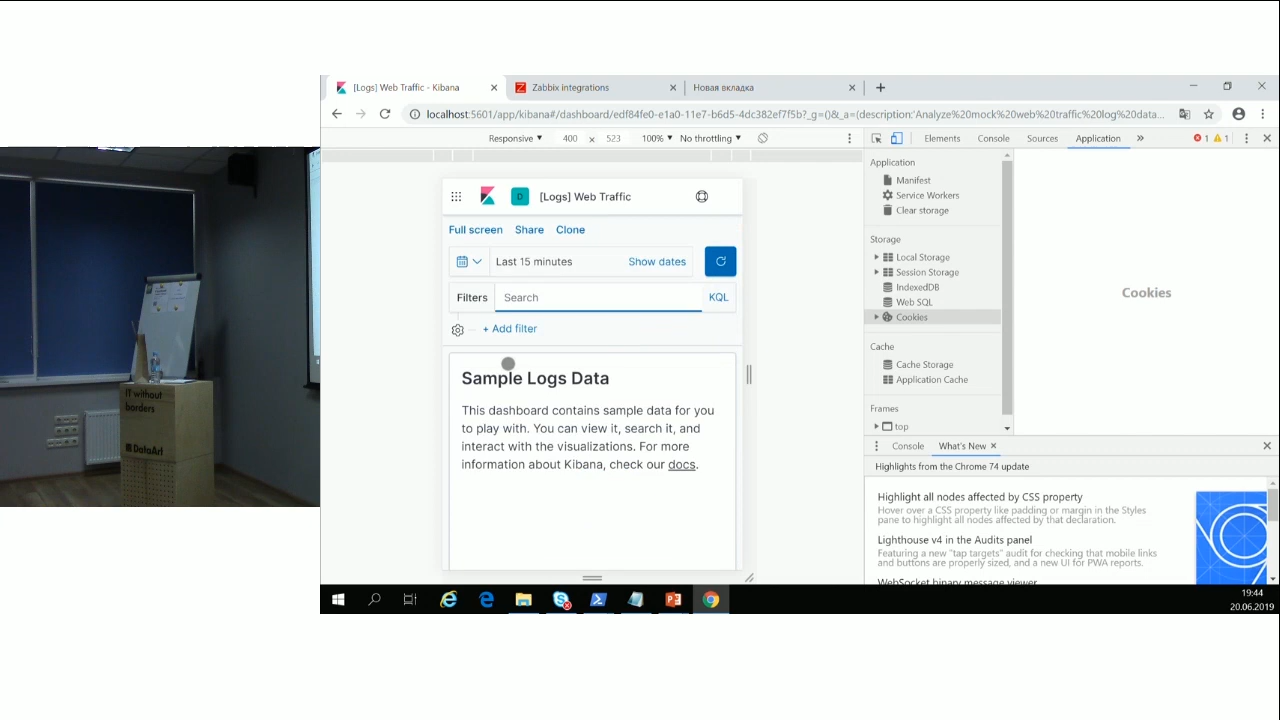 [Logs] Web Traffic - Kibana
Zabbix integrations
Новая вкладка
localhost:5601/app/kibana#/dashboard/edf84fe0-e1a0-11e7-b6d5-4dc382ef7f5b?_g=()&_a=(description:'Analyze%20mock%20web%20traffic%20log%20data...
Responsive 400 x 523 100% No throttling
Elements Console Sources Application » 1 1
D [Logs] Web Traffic
Full screen Share Clone
Last 15 minutes Show dates
Filters Search KQL
+ Add filter
Sample Logs Data
This dashboard contains sample data for you
to play with. You can view it, search it, and
interact with the visualizations. For more
information about Kibana, check our docs.
Application
Manifest
Service Workers
Clear storage
Storage
Local Storage
Session Storage
IndexedDB
Web SQL
Cookies
Cache
Cache Storage
Application Cache
Frames
top
Cookies
Console What's New
Highlights from the Chrome 74 update
Highlight all nodes affected by CSS property
Hover over a CSS property like padding or margin in the Styles
pane to highlight all nodes affected by that declaration.
Lighthouse v4 in the Audits panel
Featuring a new "tap targets" audit for checking that mobile links
and buttons are properly sized, and a new UI for PWA reports.
WebSocket binary message viewer
19:44
20.06.2019
IT without
borders
DataArt